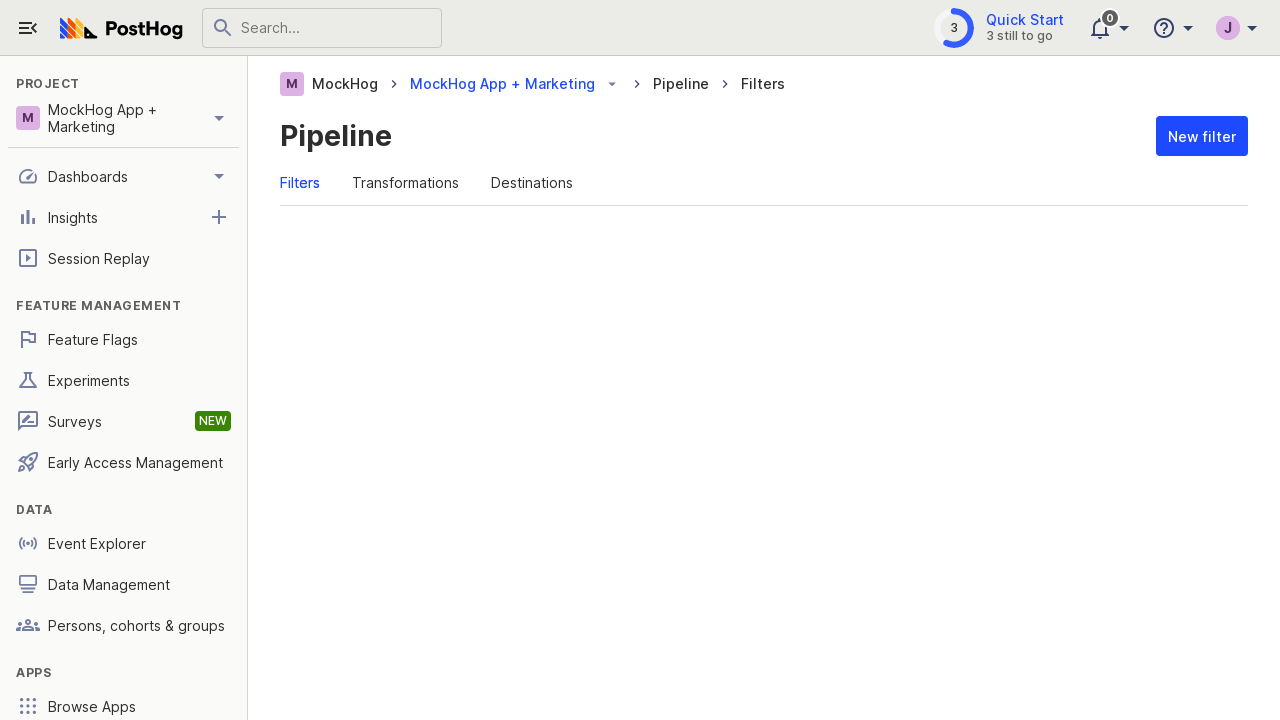 PostHog
Search...
3
Quick Start
3 still to go
0
J
PROJECT
M
MockHog App +
Marketing
Dashboards
Insights
Session Replay
FEATURE MANAGEMENT
Feature Flags
Experiments
Surveys
NEW
Early Access Management
DATA
Event Explorer
Data Management
Persons, cohorts & groups
APPS
Browse Apps
M MockHog > MockHog App + Marketing > Pipeline > Filters
Pipeline
New filter
Filters Transformations Destinations